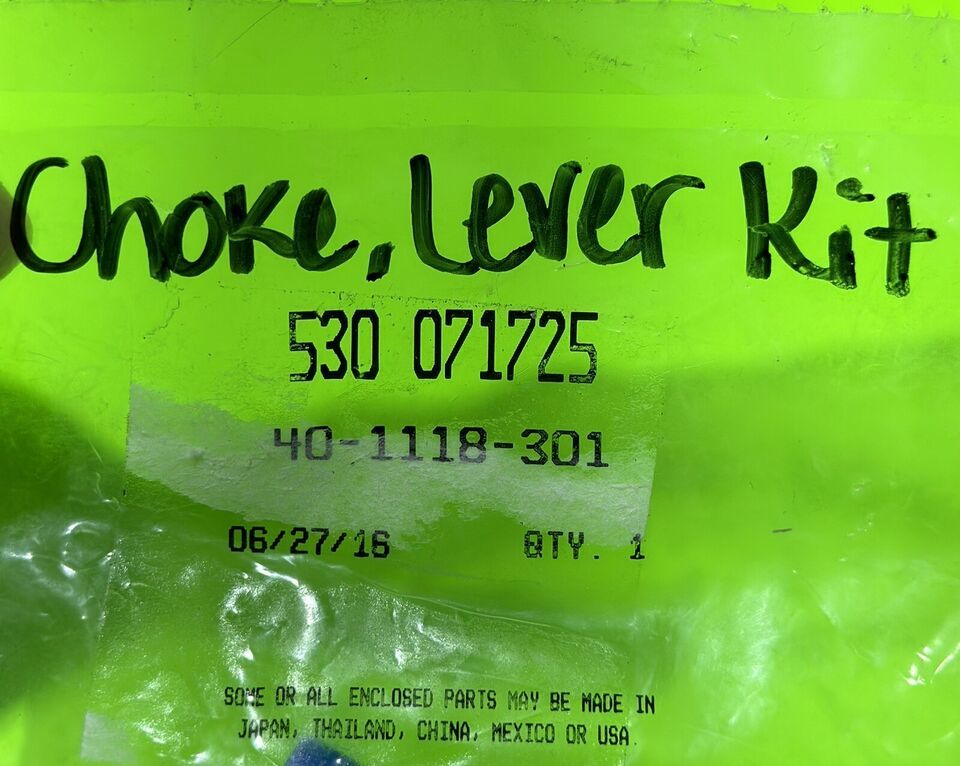 Choke, Lever Kit
530 071725
40-1118-301
06/27/16 QTY. 1
SOME OR ALL ENCLOSED PARTS MAY BE MADE IN
JAPAN, THAILAND, CHINA, MEXICO OR USA.